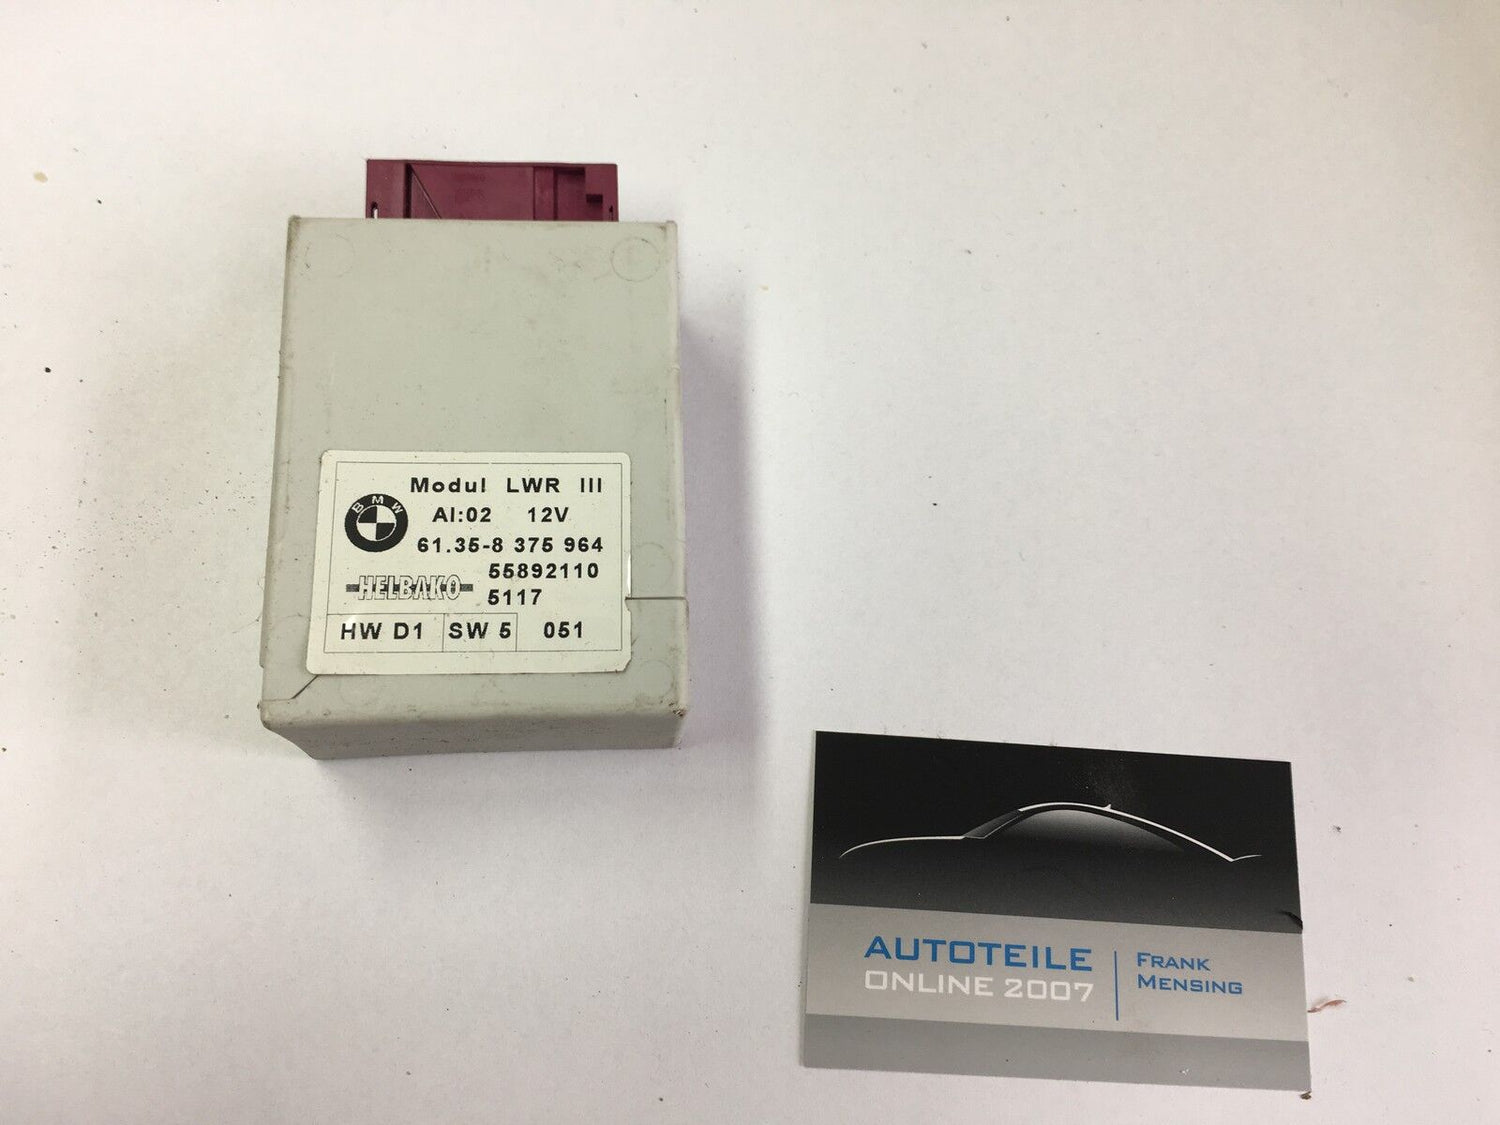 Modul LWR III
BMW
AI:02 12V
61.35-8 375 964
55892110
HELBAKO
5117
HW D1 SW 5 051
AUTOTEILE
ONLINE 2007
FRANK
MENSING